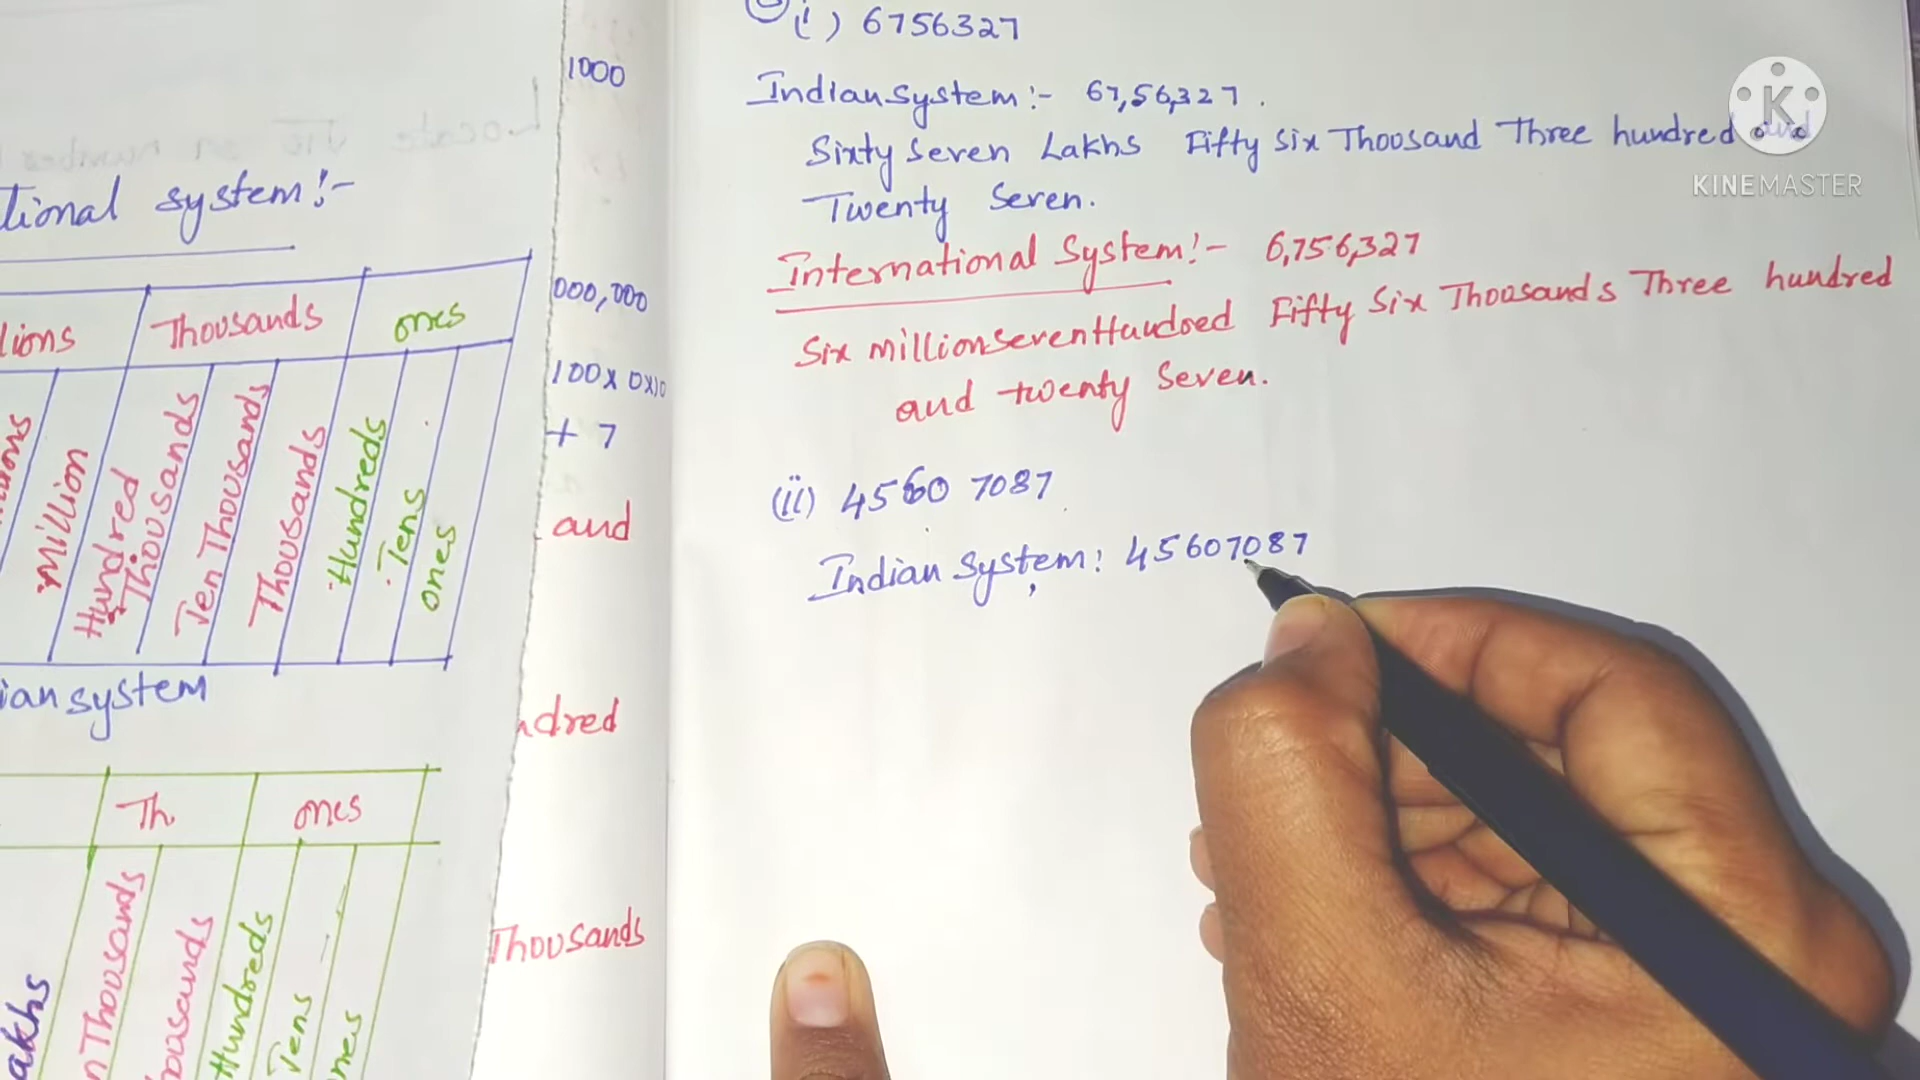 tional system:-
lions Thousands ones
Million
Hundred Thousands
Ten Thousands
Thousands
Hundreds
Tens
ones
ian system
Th ones
akhs
n Thousands
housands
Hundreds
Tens
ones
1000
000,000
100x 0x10
+ 7
and
ndred
Thousands
(i) 6756327
Indian system:- 67,56,327.
Sixty seven Lakhs Fifty six Thousand Three hundred and
Twenty Seven.
International System:- 6,756,327
Six million seven Hundred Fifty Six Thousands Three hundred
and twenty Seven.
(ii) 4560 7087
Indian System: 45607087
K
KINEMASTER